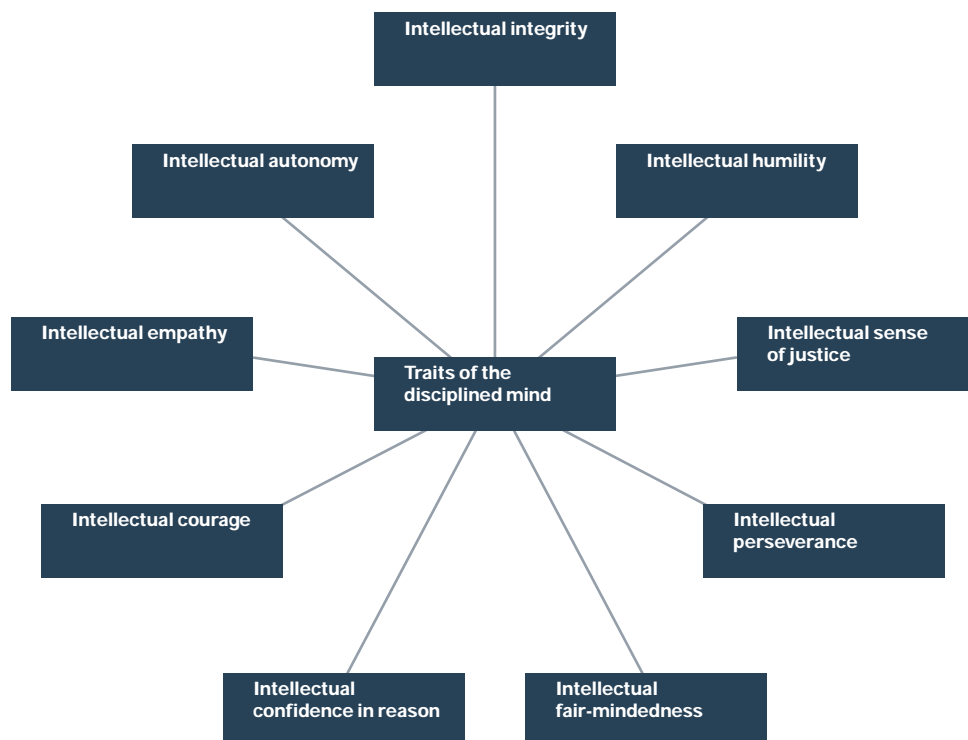 Intellectual integrity
Intellectual autonomy
Intellectual humility
Intellectual empathy
Intellectual sense
of justice
Traits of the
disciplined mind
Intellectual courage
Intellectual
perseverance
Intellectual
confidence in reason
Intellectual
fair-mindedness